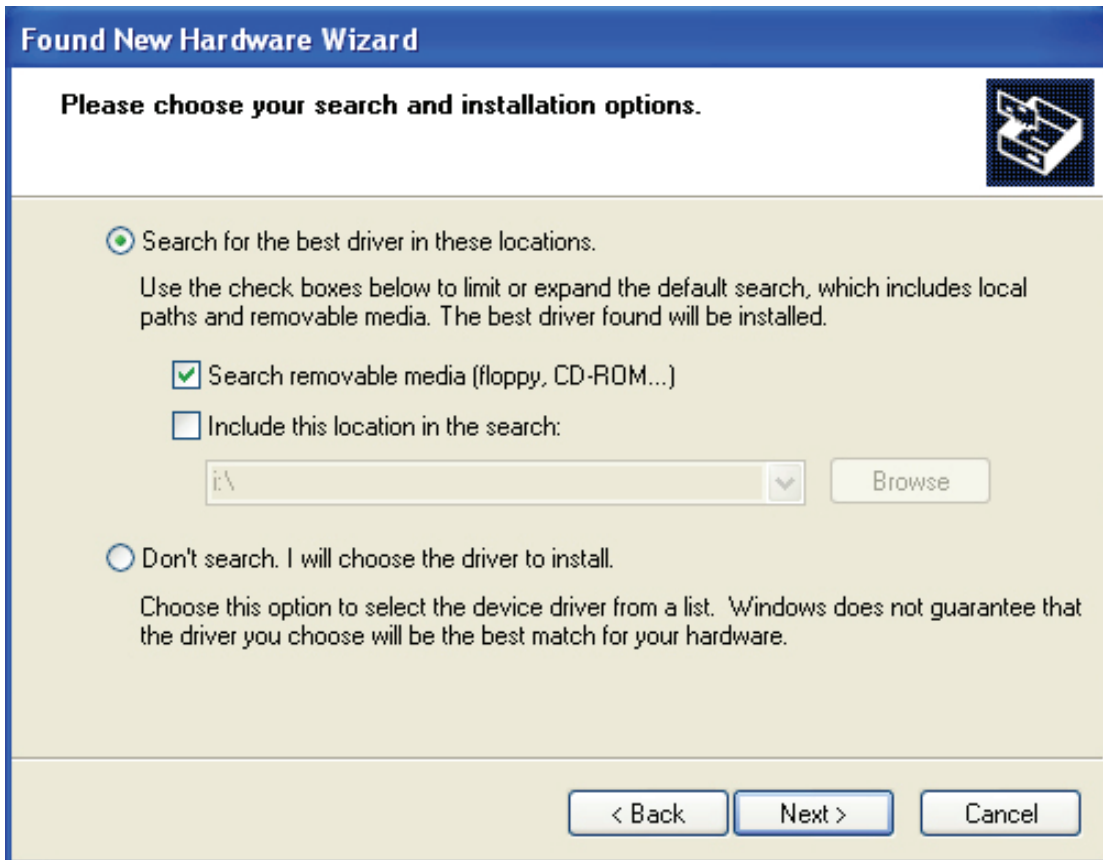 Found New Hardware Wizard
Please choose your search and installation options.
Search for the best driver in these locations.
Use the check boxes below to limit or expand the default search, which includes local
paths and removable media. The best driver found will be installed.
Search removable media (floppy, CD-ROM...)
Include this location in the search:
i:\
Browse
Don't search. I will choose the driver to install.
Choose this option to select the device driver from a list.  Windows does not guarantee that
the driver you choose will be the best match for your hardware.
< Back
Next >
Cancel